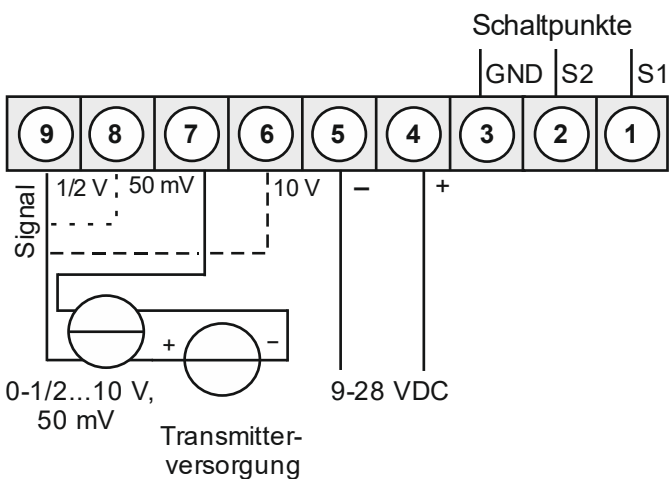 Schaltpunkte
GND S2 S1
9 8 7 6 5 4 3 2 1
Signal
1/2 V 50 mV 10 V – +
+ –
0-1/2...10 V,
50 mV
9-28 VDC
Transmitter-
versorgung